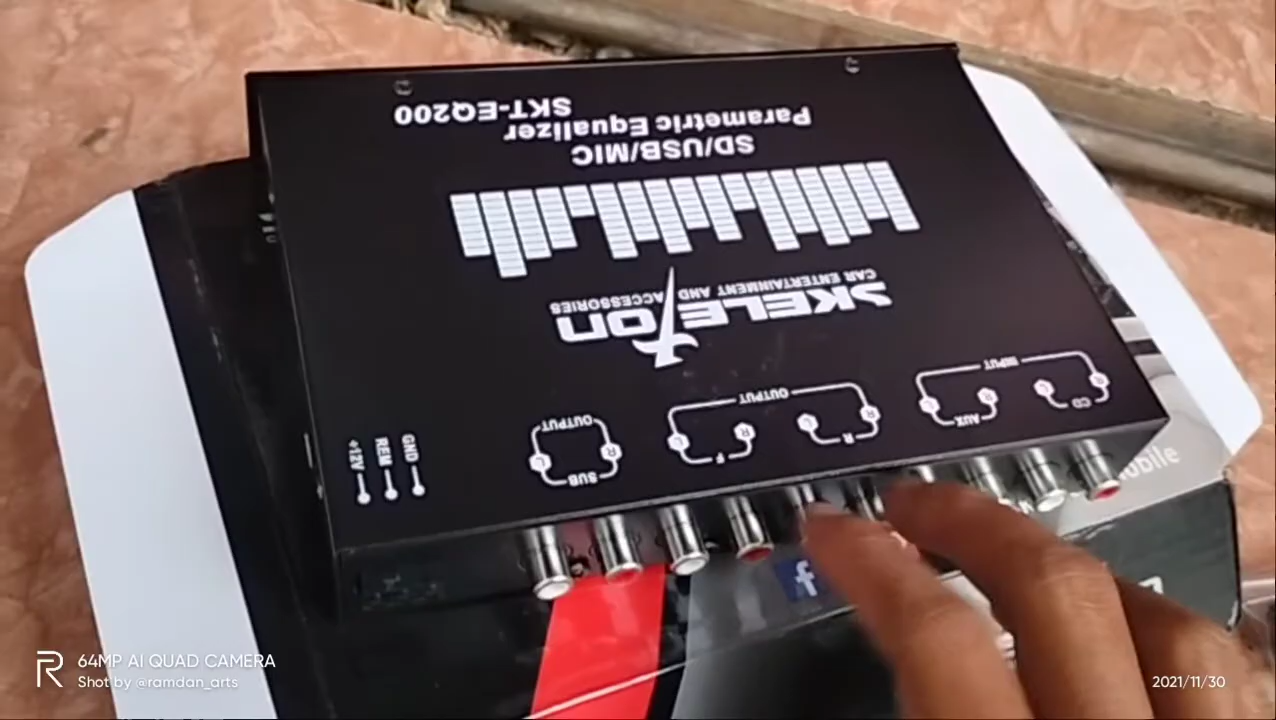 SKT-EQ200
Parametric Equalizer
SD/USB/MIC
CAR ENTERTAINMENT AND ACCESSORIES
SKELETON
INPUT
OUTPUT
OUTPUT
CD
L
R
AUX
L
R
R
L
R
F
L
R
SUB
L
R
+12V
REM
GND
obile
f
R
64MP AI QUAD CAMERA
Shot by @ramdan_arts
2021/11/30